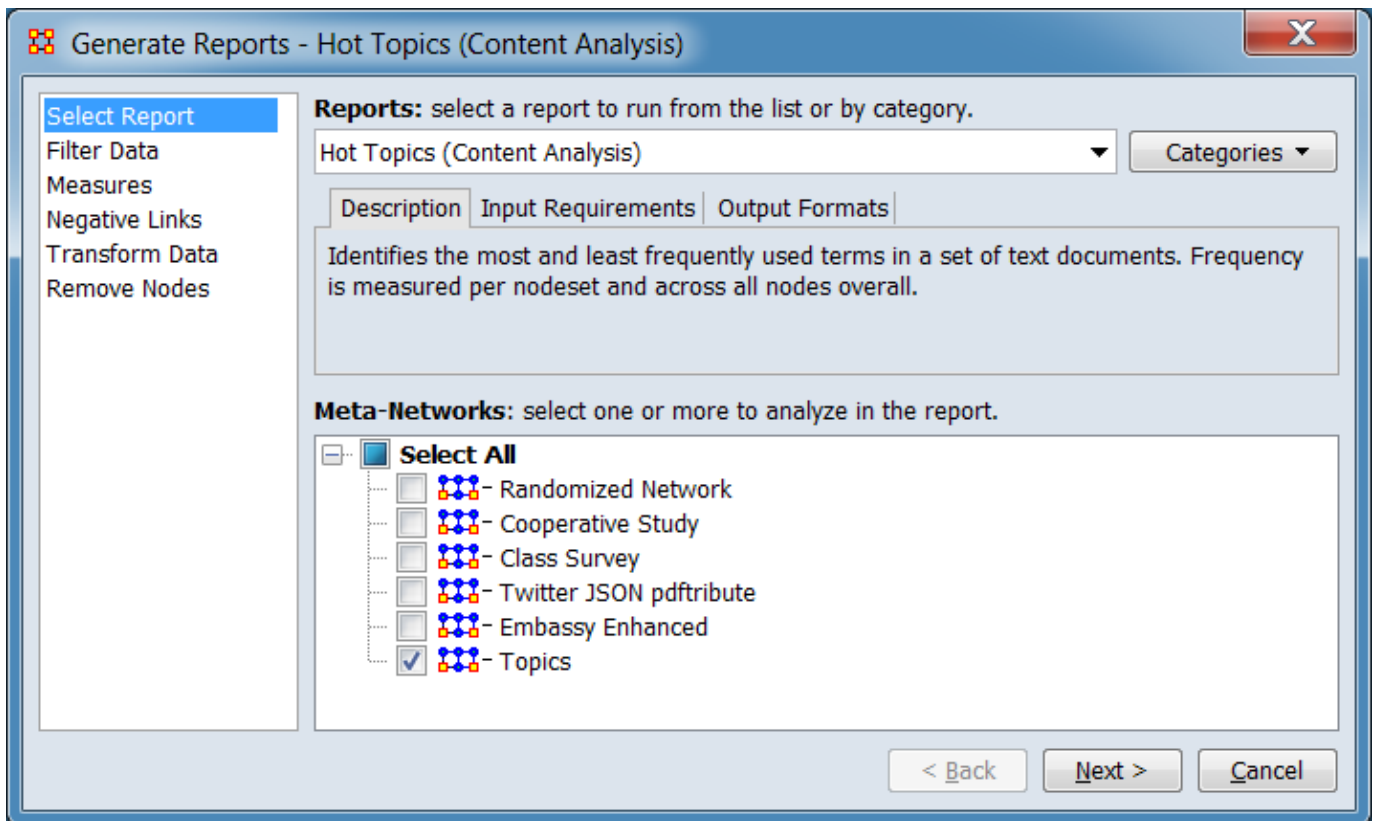 Generate Reports - Hot Topics (Content Analysis)
X
Select Report
Filter Data
Measures
Negative Links
Transform Data
Remove Nodes
Reports: select a report to run from the list or by category.
Hot Topics (Content Analysis)
Categories
Description
Input Requirements
Output Formats
Identifies the most and least frequently used terms in a set of text documents. Frequency
is measured per nodeset and across all nodes overall.
Meta-Networks: select one or more to analyze in the report.
Select All
Randomized Network
Cooperative Study
Class Survey
Twitter JSON pdftribute
Embassy Enhanced
Topics
< Back
Next >
Cancel